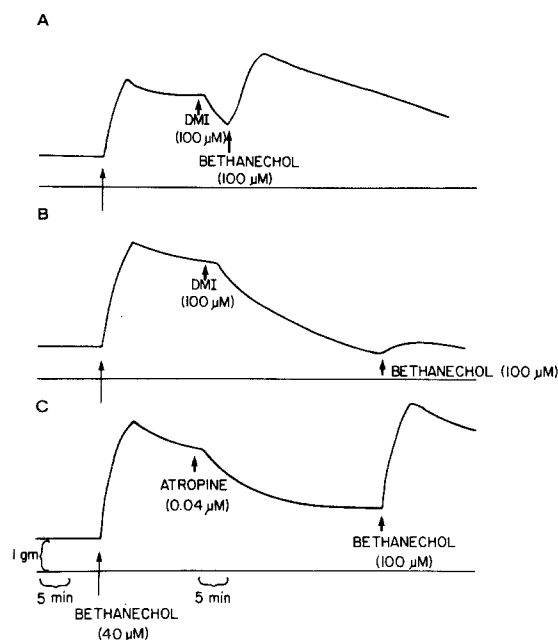 A
DMI
(100 µM)
BETHANECHOL
(100 µM)
B
DMI
(100 µM)
BETHANECHOL (100 µM)
C
ATROPINE
(0.04 µM)
BETHANECHOL
(100 µM)
1 gm
5 min
5 min
BETHANECHOL
(40 µM)